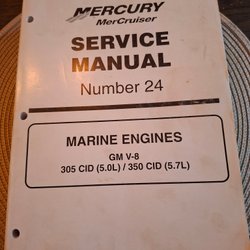 MERCURY
MerCruiser
SERVICE
MANUAL
Number 24
MARINE ENGINES
GM V-8
305 CID (5.0L) / 350 CID (5.7L)